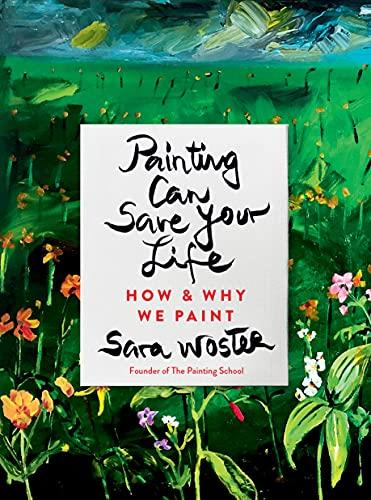 Painting
Can
Save Your
Life
HOW & WHY
WE PAINT
Sara Woster
Founder of The Painting School